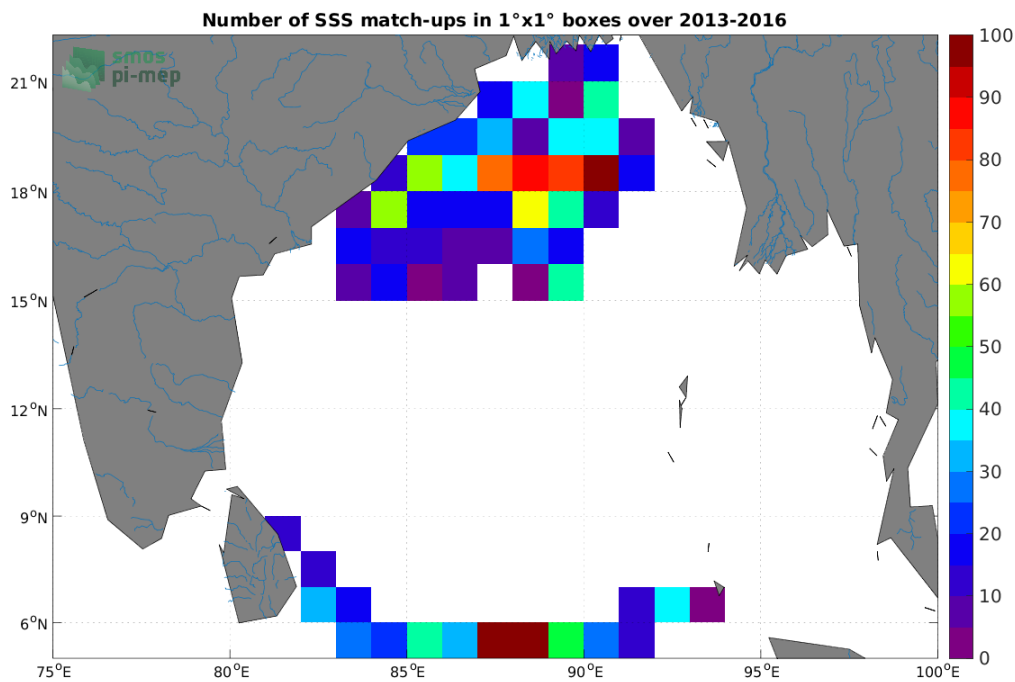 Number of SSS match-ups in 1°x1° boxes over 2013-2016
smos
pi-mep
21°N
18°N
15°N
12°N
9°N
6°N
75°E 80°E 85°E 90°E 95°E 100°E
100
90
80
70
60
50
40
30
20
10
0